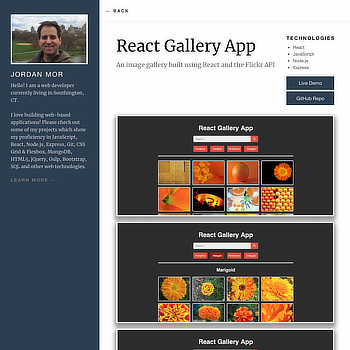 ← BACK
JORDAN MOR
Hello! I am a web developer
currently living in Southington,
CT.
I love building web-based
applications! Please check out
some of my projects which show
my proficiency in JavaScript,
React, Node.js, Express, Git, CSS
Grid & Flexbox, MongoDB,
HTML5, jQuery, Gulp, Bootstrap,
SQL and other web technologies.
LEARN MORE →
React Gallery App
An image gallery built using React and the Flickr API
TECHNOLOGIES
React
JavaScript
Node.js
Express
Live Demo
GitHub Repo
React Gallery App
React Gallery App
Marigold
React Gallery App